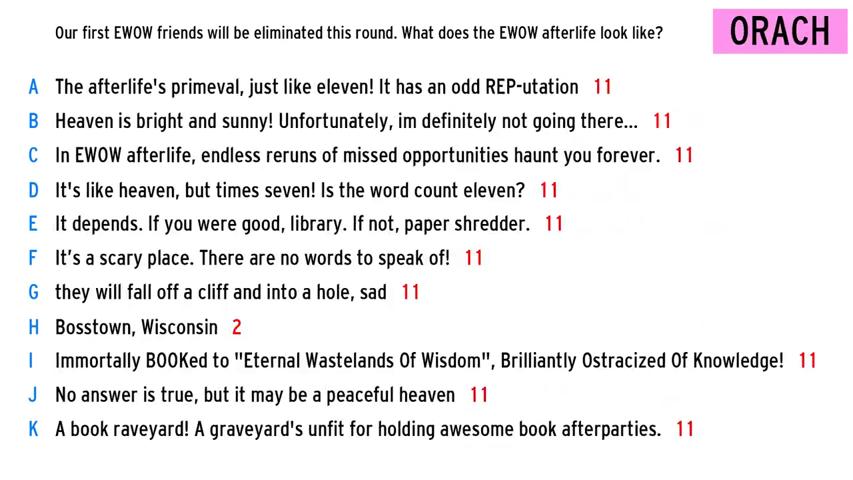 Our first EWOW friends will be eliminated this round. What does the EWOW afterlife look like?
ORACH
A The afterlife's primeval, just like eleven! It has an odd REP-utation 11
B Heaven is bright and sunny! Unfortunately, im definitely not going there... 11
C In EWOW afterlife, endless reruns of missed opportunities haunt you forever. 11
D It's like heaven, but times seven! Is the word count eleven? 11
E It depends. If you were good, library. If not, paper shredder. 11
F It’s a scary place. There are no words to speak of! 11
G they will fall off a cliff and into a hole, sad 11
H Bosstown, Wisconsin 2
I Immortally BOOKed to "Eternal Wastelands Of Wisdom", Brilliantly Ostracized Of Knowledge! 11
J No answer is true, but it may be a peaceful heaven 11
K A book raveyard! A graveyard's unfit for holding awesome book afterparties. 11